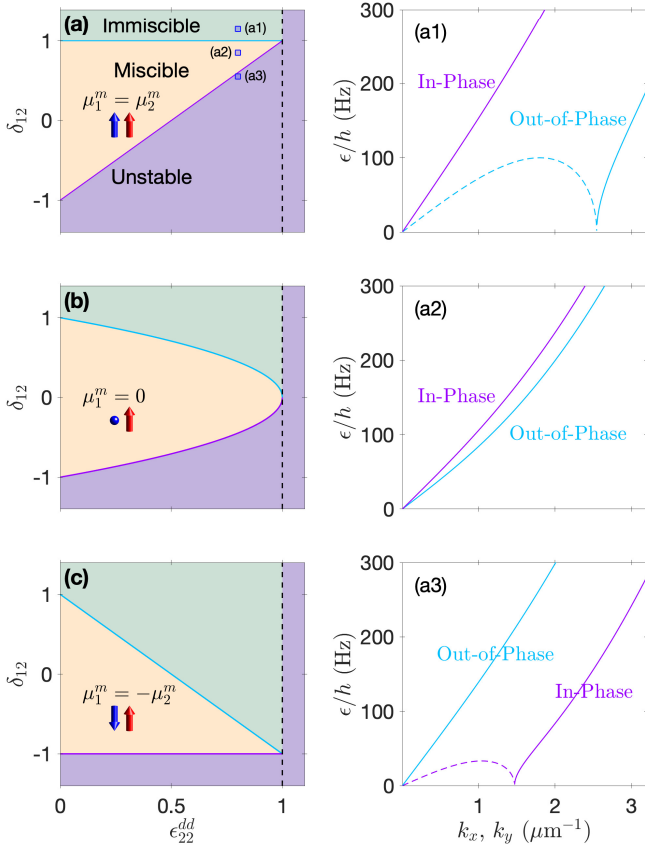 (a)
Immiscible
(a1)
(a2)
(a3)
Miscible
μ₁ᵐ = μ₂ᵐ
Unstable
1
0
-1
δ₁₂
(a1)
In-Phase
Out-of-Phase
300
200
100
0
ϵ/h (Hz)
(b)
μ₁ᵐ = 0
1
0
-1
δ₁₂
(a2)
In-Phase
Out-of-Phase
300
200
100
0
ϵ/h (Hz)
(c)
μ₁ᵐ = −μ₂ᵐ
1
0
-1
δ₁₂
0 0.5 1
ϵ₂₂ᵈᵈ
(a3)
Out-of-Phase
In-Phase
300
200
100
0
ϵ/h (Hz)
1 2 3
kₓ, k_y (μm⁻¹)